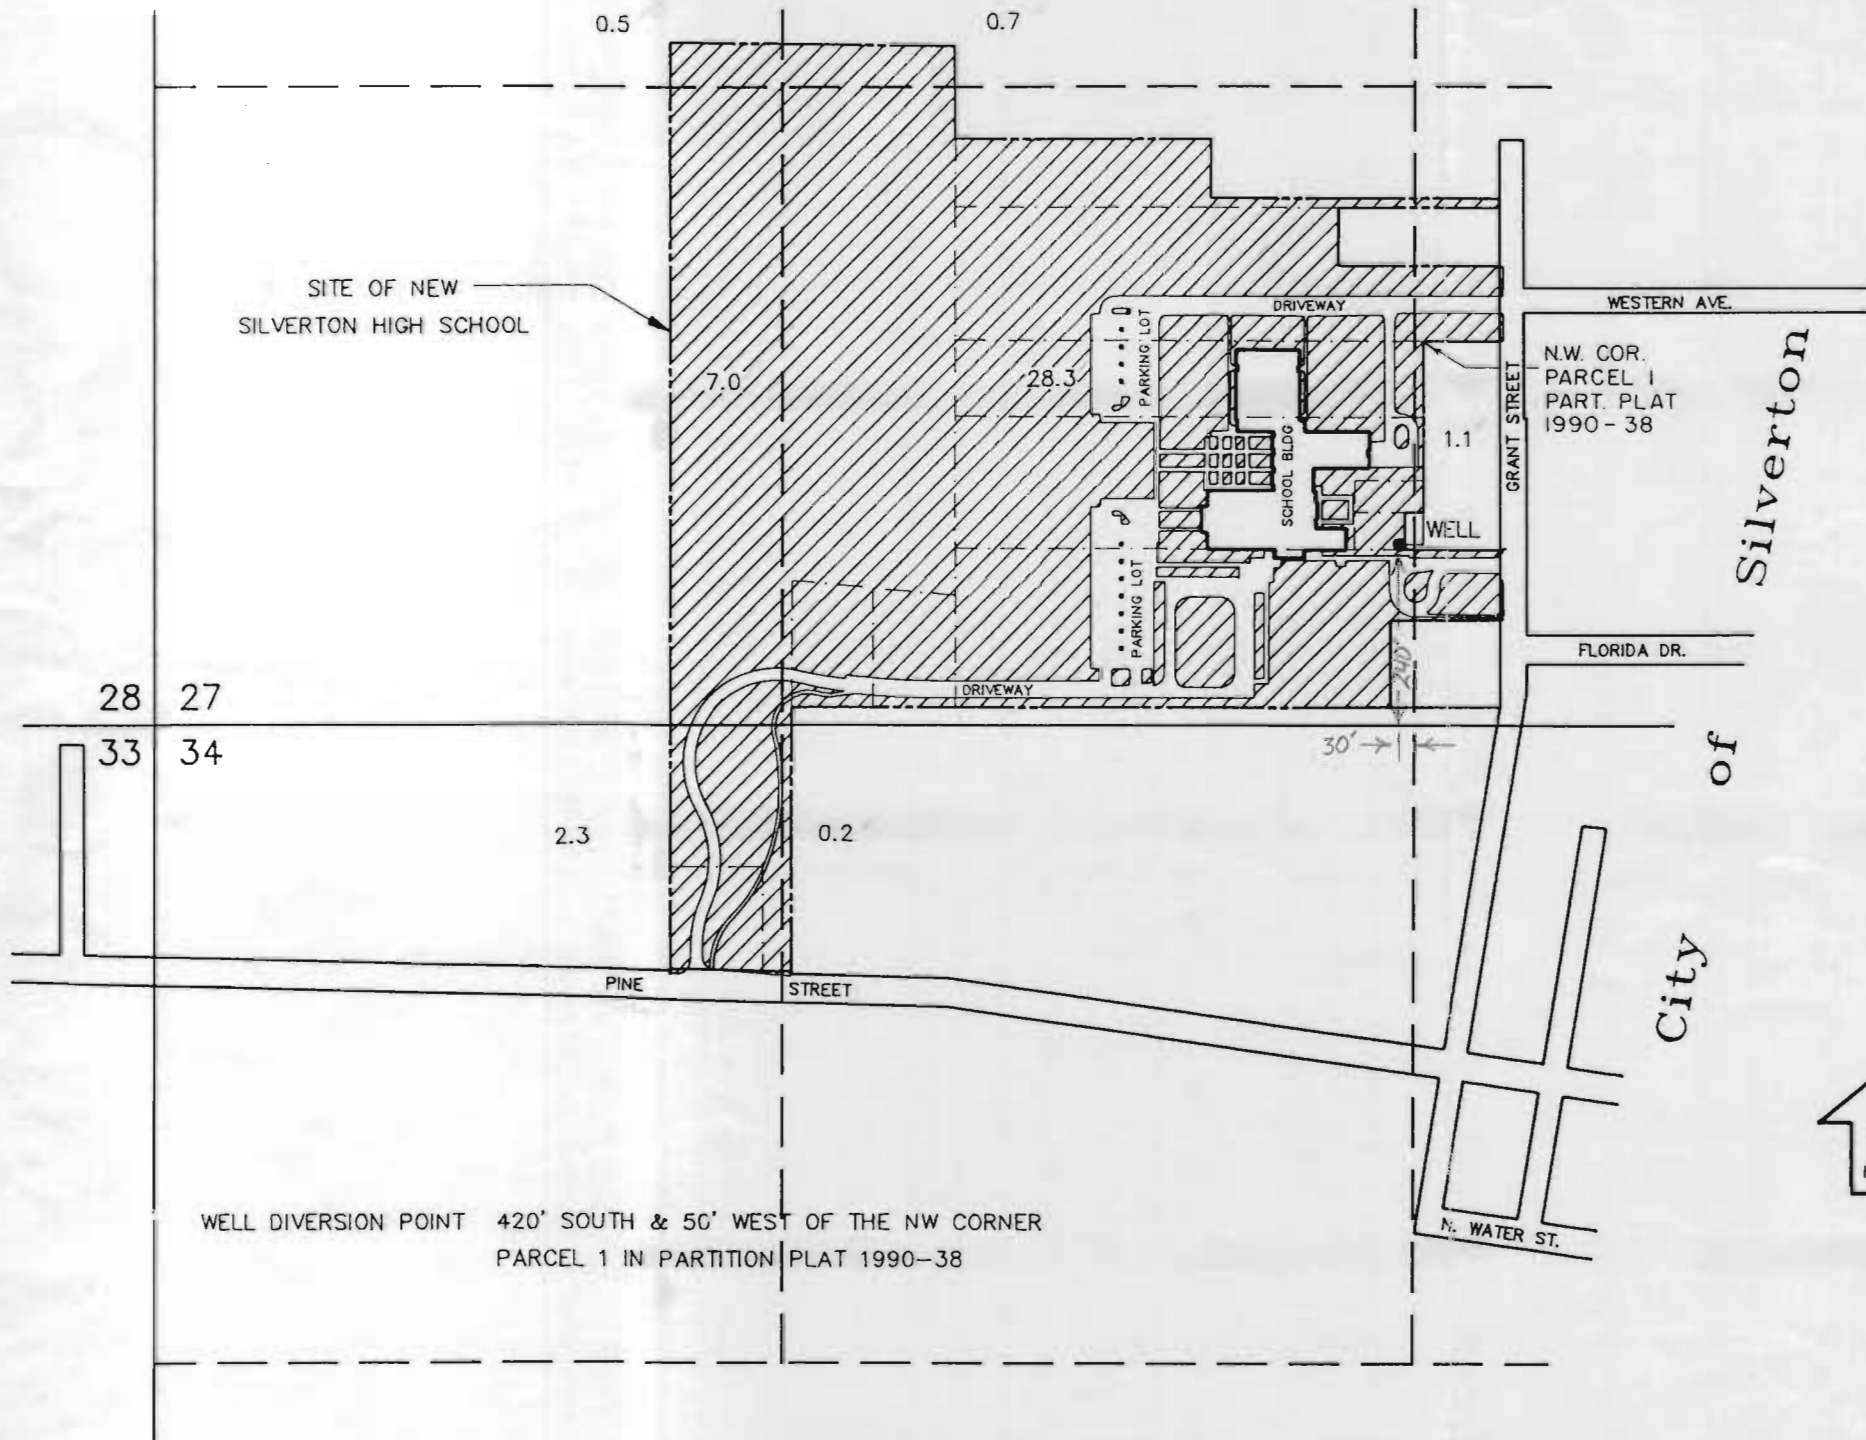 0.5
0.7
SITE OF NEW
SILVERTON HIGH SCHOOL
DRIVEWAY
WESTERN AVE.
PARKING LOT
N.W. COR.
PARCEL 1
PART. PLAT
1990-38
7.0
28.3
GRANT STREET
1.1
SCHOOL BLDG
WELL
PARKING LOT
FLORIDA DR.
240'
DRIVEWAY
28 27
33 34
30'
2.3
0.2
City of Silverton
PINE STREET
WELL DIVERSION POINT 420' SOUTH & 50' WEST OF THE NW CORNER
PARCEL 1 IN PARTITION PLAT 1990-38
N. WATER ST.